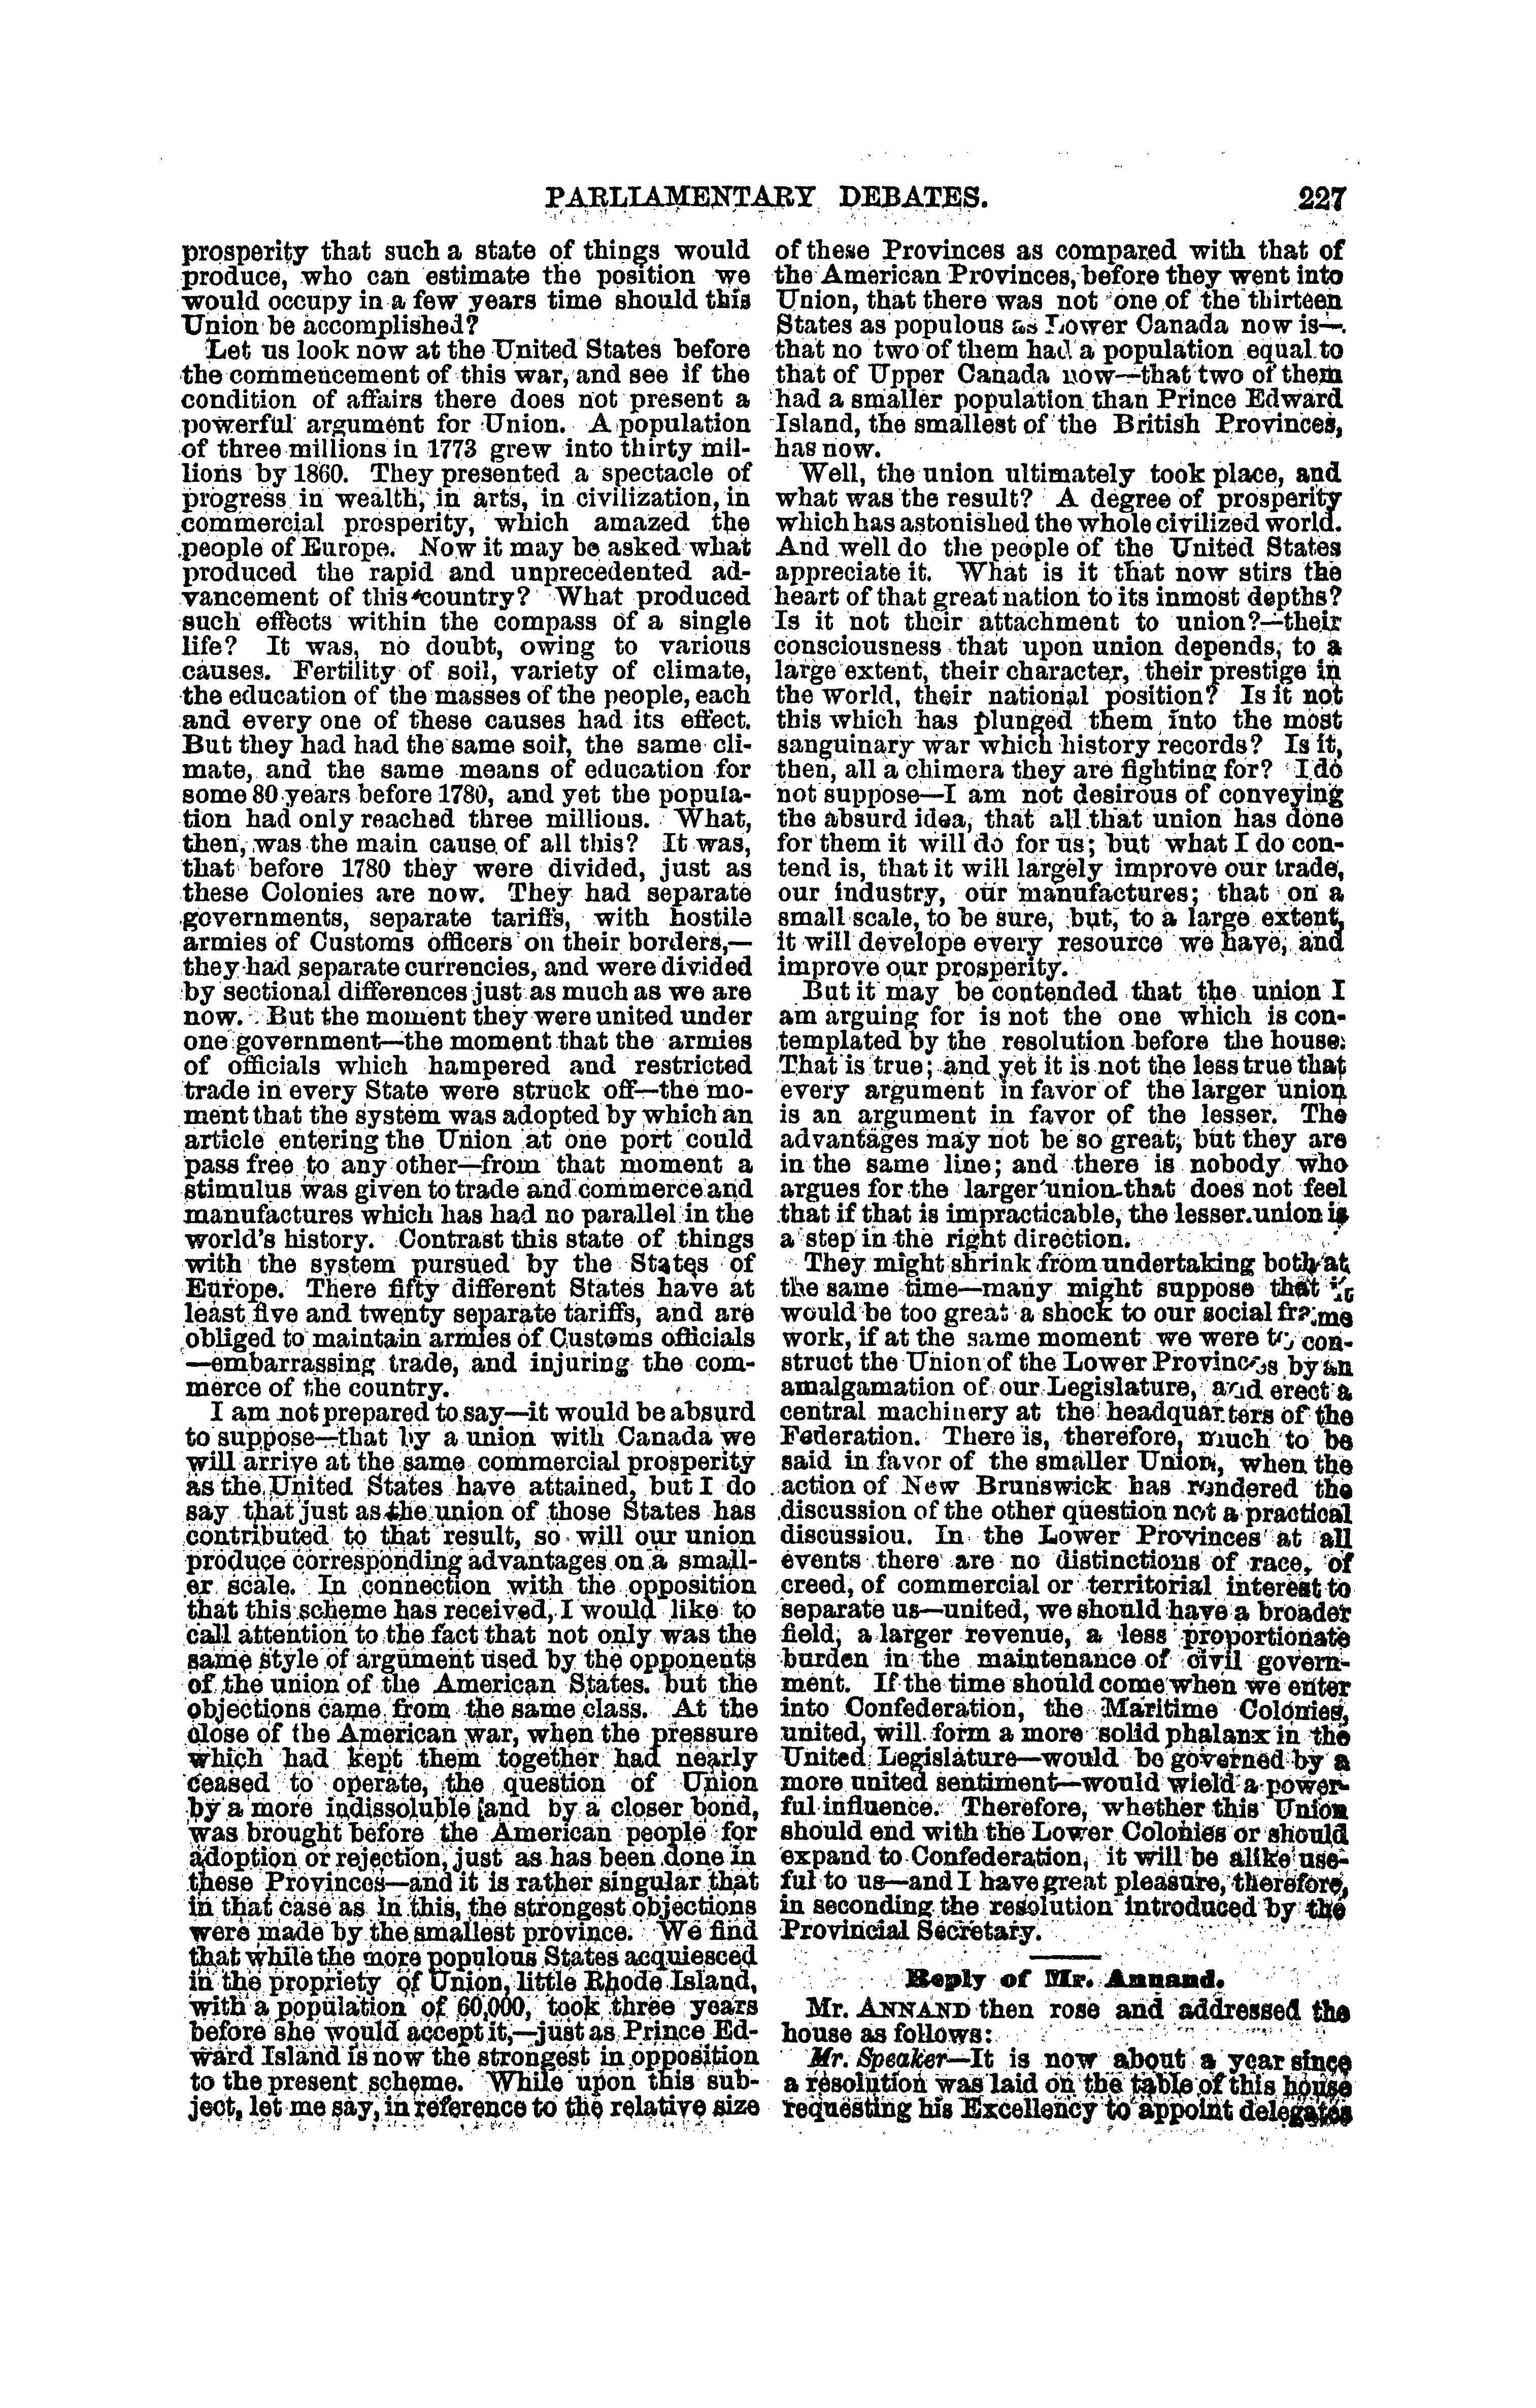 PARLIAMENTARY DEBATES. 227
prosperity that such a state of things would
produce, who can estimate the position we
would occupy in a few years time should this
Union be accomplished?
Let us look now at the United States before
the commencement of this war, and see if the
condition of affairs there does not present a
powerful argument for Union. A population
of three millions in 1773 grew into thirty mil-
lions by 1860. They presented a spectacle of
progress in wealth, in arts, in civilization, in
commercial prosperity, which amazed the
people of Europe. Now it may be asked what
produced the rapid and unprecedented ad-
vancement of this country? What produced
such effects within the compass of a single
life? It was, no doubt, owing to various
causes. Fertility of soil, variety of climate,
the education of the masses of the people, each
and every one of these causes had its effect.
But they had had the same soil, the same cli-
mate, and the same means of education for
some 80 years before 1780, and yet the popula-
tion had only reached three millions. What,
then, was the main cause of all this? It was,
that before 1780 they were divided, just as
these Colonies are now. They had separate
governments, separate tariffs, with hostile
armies of Customs officers on their borders,—
they had separate currencies, and were divided
by sectional differences just as much as we are
now. But the moment they were united under
one government—the moment that the armies
of officials which hampered and restricted
trade in every State were struck off—the mo-
ment that the system was adopted by which an
article entering the Union at one port could
pass free to any other—from that moment a
stimulus was given to trade and commerce and
manufactures which has had no parallel in the
world's history. Contrast this state of things
with the system pursued by the States of
Europe. There fifty different States have at
least five and twenty separate tariffs, and are
obliged to maintain armies of Customs officials
—embarrassing trade, and injuring the com-
merce of the country.
I am not prepared to say—it would be absurd
to suppose—that by a union with Canada we
will arrive at the same commercial prosperity
as the United States have attained, but I do
say that just as the union of those States has
contributed to that result, so will our union
produce corresponding advantages on a small-
er scale. In connection with the opposition
that this scheme has received, I would like to
call attention to the fact that not only was the
same style of argument used by the opponents
of the union of the American States. but the
objections came from the same class. At the
close of the American war, when the pressure
which had kept them together had nearly
ceased to operate, the question of Union
by a more indissoluble [and by a closer bond,
was brought before the American people for
adoption or rejection, just as has been done in
these Provinces—and it is rather singular that
in that case as in this, the strongest objections
were made by the smallest province. We find
that while the more populous States acquiesced
in the propriety of Union, little Rhode Island,
with a population of 60,000, took three years
before she would accept it,—just as Prince Ed-
ward Island is now the strongest in opposition
to the present scheme. While upon this sub-
ject, let me say, in reference to the relative size
of these Provinces as compared with that of
the American Provinces, before they went into
Union, that there was not one of the thirteen
States as populous as Lower Canada now is—
that no two of them had a population equal to
that of Upper Canada now—that two of them
had a smaller population than Prince Edward
Island, the smallest of the British Provinces,
has now.
Well, the union ultimately took place, and
what was the result? A degree of prosperity
which has astonished the whole civilized world.
And well do the people of the United States
appreciate it. What is it that now stirs the
heart of that great nation to its inmost depths?
Is it not their attachment to union?—their
consciousness that upon union depends, to a
large extent, their character, their prestige in
the world, their national position? Is it not
this which has plunged them into the most
sanguinary war which history records? Is it,
then, all a chimera they are fighting for? I do
not suppose—I am not desirous of conveying
the absurd idea, that all that union has done
for them it will do for us; but what I do con-
tend is, that it will largely improve our trade,
our industry, our manufactures; that on a
small scale, to be sure, but, to a large extent,
it will develope every resource we have, and
improve our prosperity.
But it may be contended that the union I
am arguing for is not the one which is con-
templated by the resolution before the house.
That is true; and yet it is not the less true that
every argument in favor of the larger union
is an argument in favor of the lesser. The
advantages may not be so great, but they are
in the same line; and there is nobody who
argues for the larger union that does not feel
that if that is impracticable, the lesser union is
a step in the right direction.
They might shrink from undertaking both at
the same time—many might suppose that it
would be too great a shock to our social frame
work, if at the same moment we were to con-
struct the Union of the Lower Provinces by an
amalgamation of our Legislature, and erect a
central machinery at the headquarters of the
Federation. There is, therefore, much to be
said in favor of the smaller Union, when the
action of New Brunswick has rendered the
discussion of the other question not a practical
discussion. In the Lower Provinces at all
events there are no distinctions of race, of
creed, of commercial or territorial interest to
separate us—united, we should have a broader
field, a larger revenue, a less proportionate
burden in the maintenance of civil govern-
ment. If the time should come when we enter
into Confederation, the Maritime Colonies,
united, will form a more solid phalanx in the
United Legislature—would be governed by a
more united sentiment—would wield a power-
ful influence. Therefore, whether this Union
should end with the Lower Colonies or should
expand to Confederation, it will be alike use-
ful to us—and I have great pleasure, therefore,
in seconding the resolution introduced by the
Provincial Secretary.
Reply of Mr. Annand.
Mr. ANNAND then rose and addressed the
house as follows:
Mr. Speaker—It is now about a year since
a resolution was laid on the table of this house
requesting his Excellency to appoint delegates